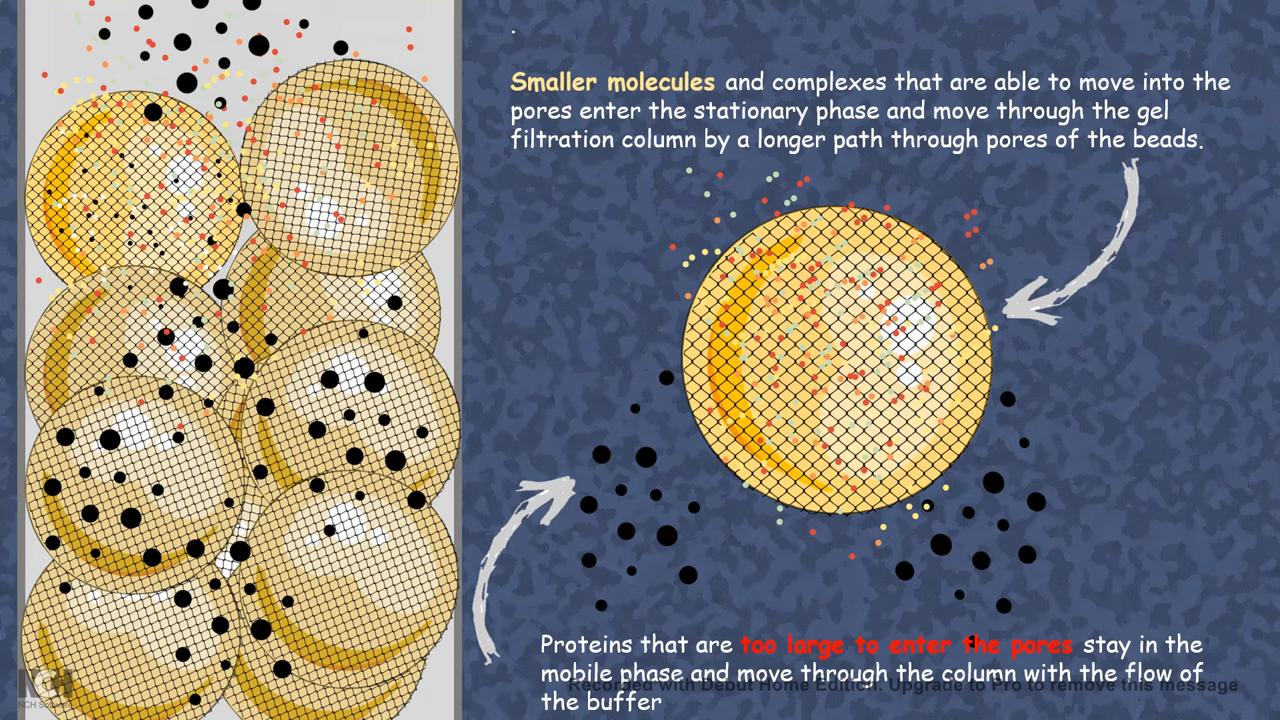 .
Smaller molecules and complexes that are able to move into the
pores enter the stationary phase and move through the gel
filtration column by a longer path through pores of the beads.
Proteins that are too large to enter the pores stay in the
mobile phase and move through the column with the flow of
Recorded with Debut Home Edition. Upgrade to Pro to remove this message
the buffer
NCH
NCH Software